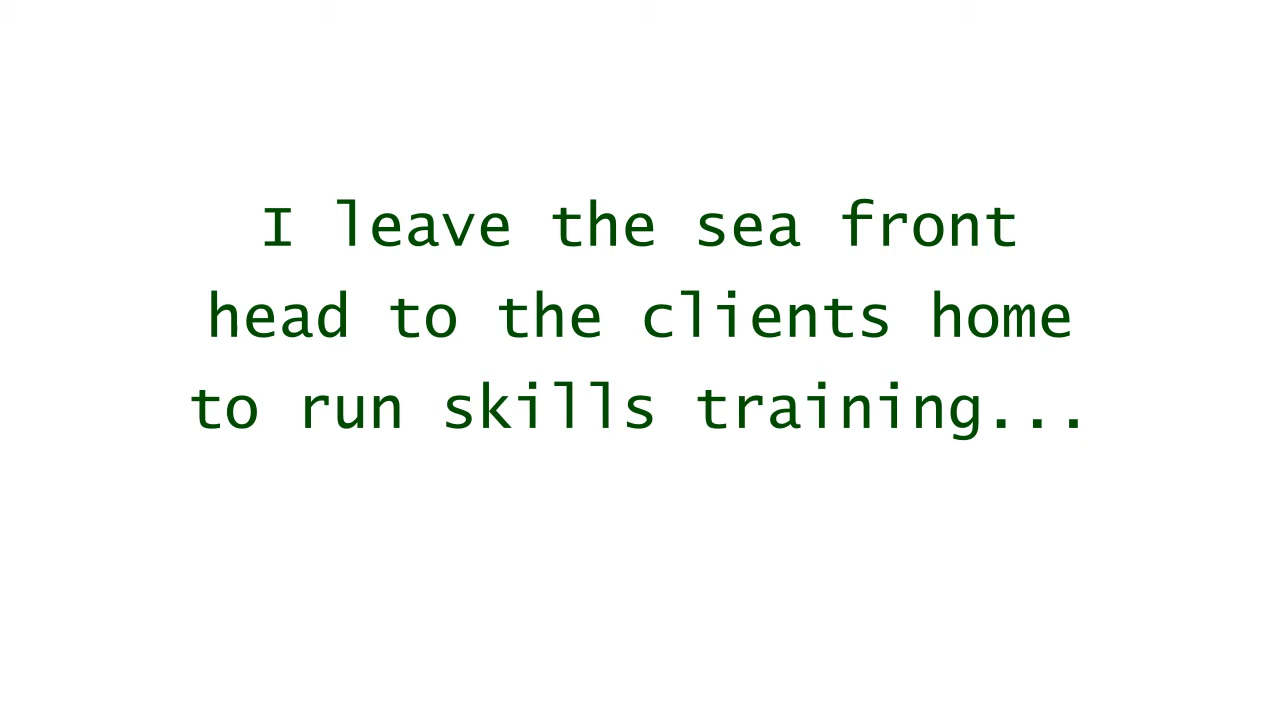 I leave the sea front
head to the clients home
to run skills training...